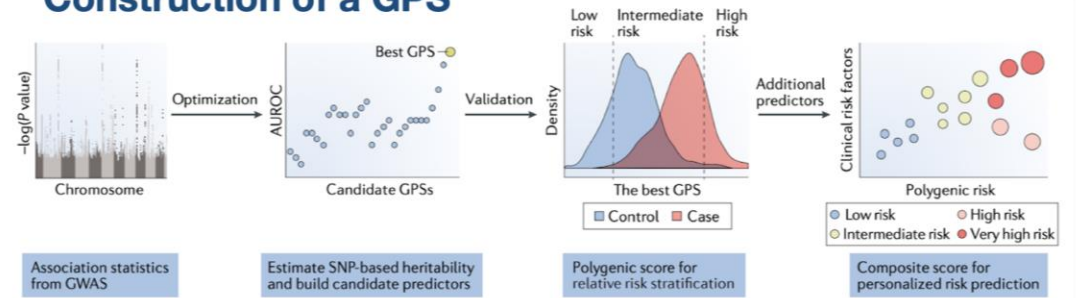 Construction of a GPS
–log(P value)
Chromosome
Optimization
AUROC
Best GPS
Candidate GPSs
Validation
Low
risk
Intermediate
risk
High
risk
Density
The best GPS
Control
Case
Additional
predictors
Clinical risk factors
Polygenic risk
Low risk
High risk
Intermediate risk
Very high risk
Association statistics
from GWAS
Estimate SNP-based heritability
and build candidate predictors
Polygenic score for
relative risk stratification
Composite score for
personalized risk prediction